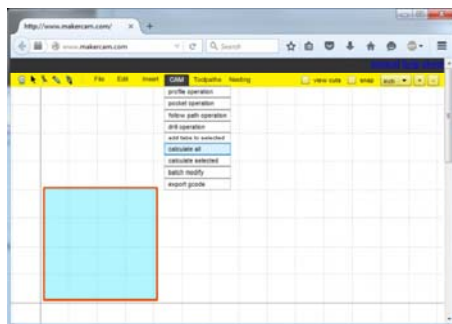 http://www.makercam.com/
www.makercam.com
Search
File Edit Insert CAM Toolpaths Nesting view cuts snap
profile operation
pocket operation
follow path operation
drill operation
add tabs to selected
calculate all
calculate selected
batch modify
export gcode